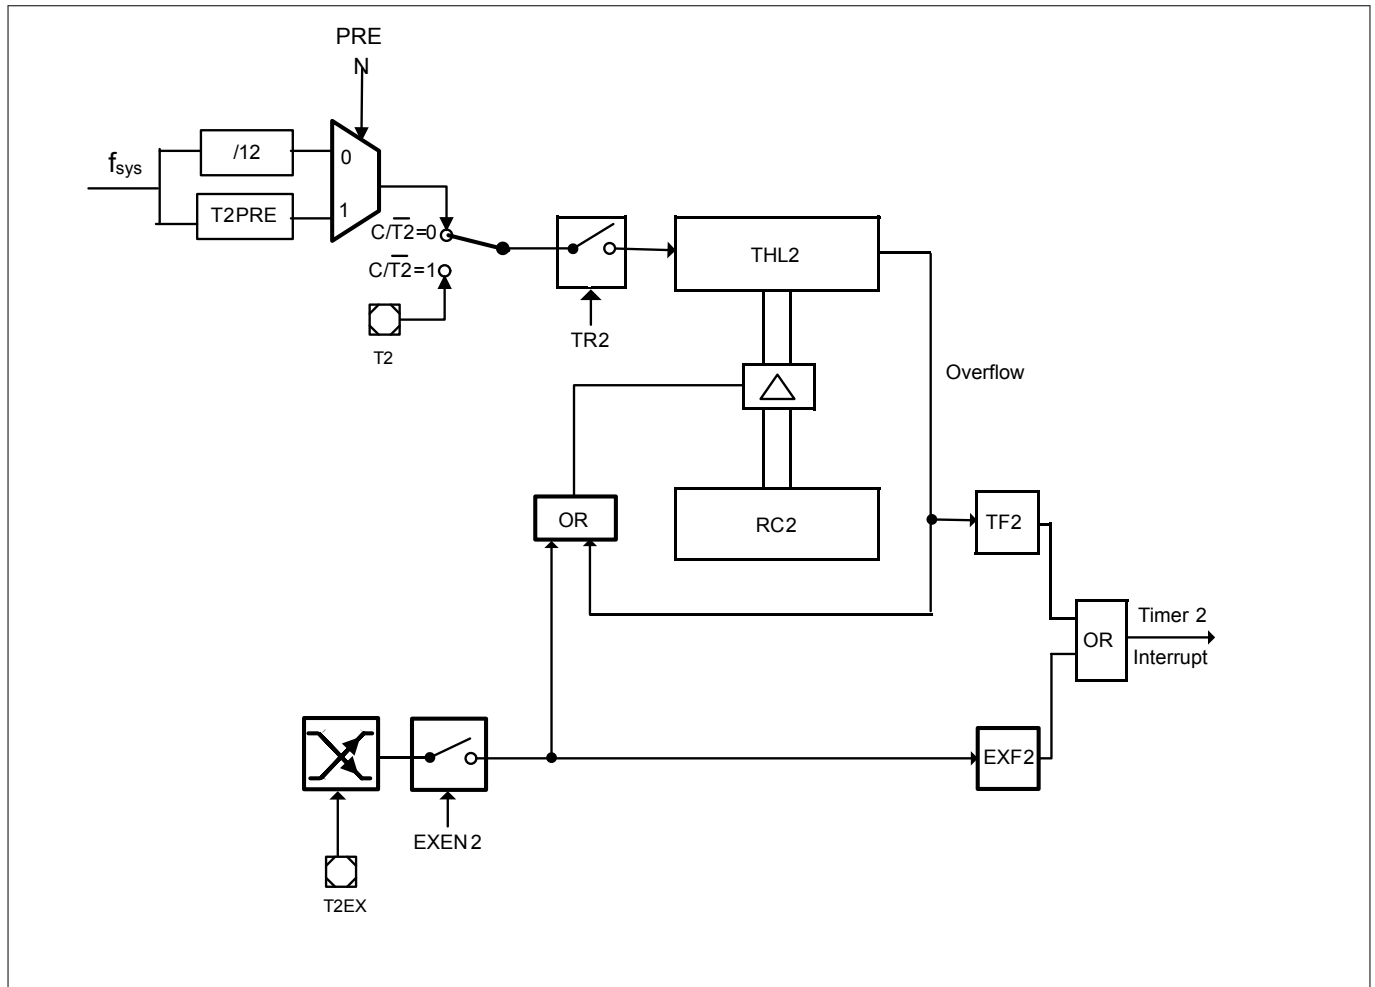 PRE
N
/12
0
f_sys
T2PRE
1
C/T2=0
THL2
C/T2=1
TR2
T2
Overflow
OR
RC2
TF2
Timer 2
OR
Interrupt
EXF2
EXEN2
T2EX